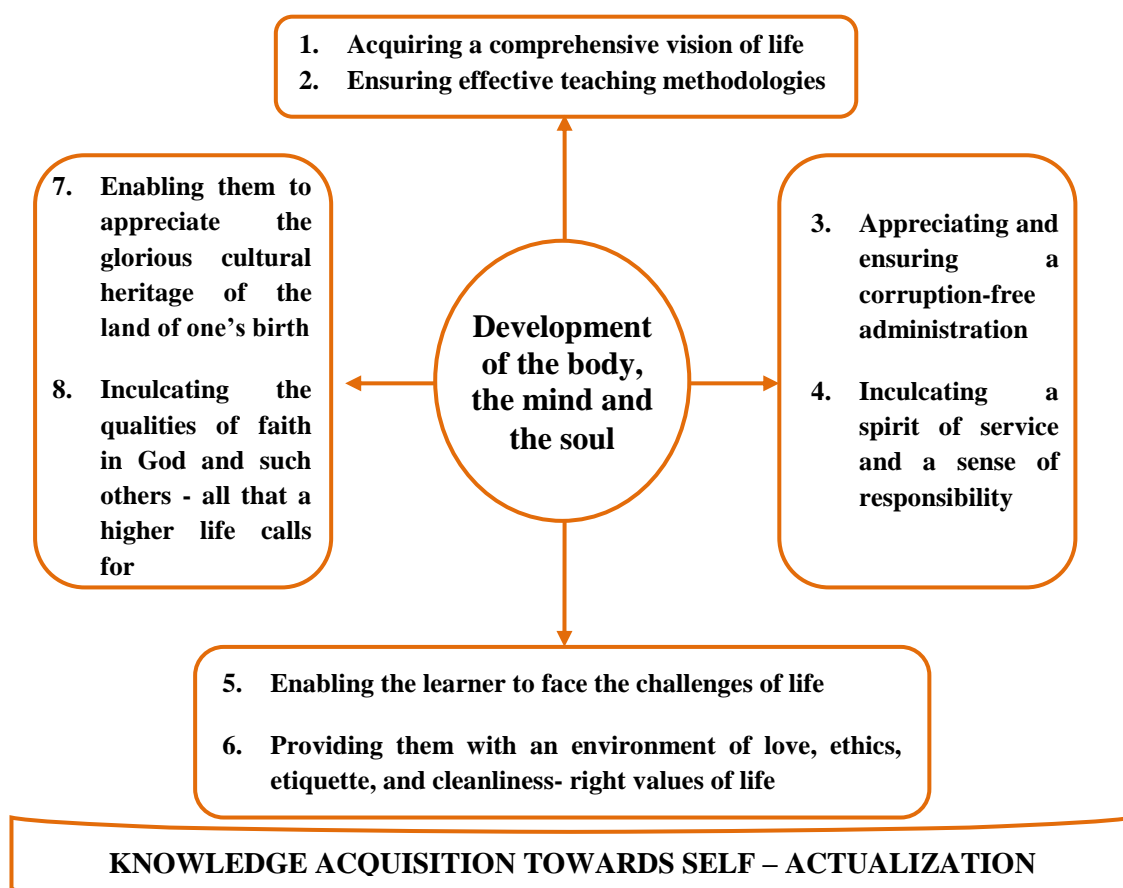 1. Acquiring a comprehensive vision of life
2. Ensuring effective teaching methodologies
7. Enabling them to
appreciate the
glorious cultural
heritage of the
land of one’s birth
8. Inculcating the
qualities of faith
in God and such
others - all that a
higher life calls
for
Development
of the body,
the mind and
the soul
3. Appreciating and
ensuring a
corruption-free
administration
4. Inculcating a
spirit of service
and a sense of
responsibility
5. Enabling the learner to face the challenges of life
6. Providing them with an environment of love, ethics,
etiquette, and cleanliness- right values of life
KNOWLEDGE ACQUISITION TOWARDS SELF – ACTUALIZATION